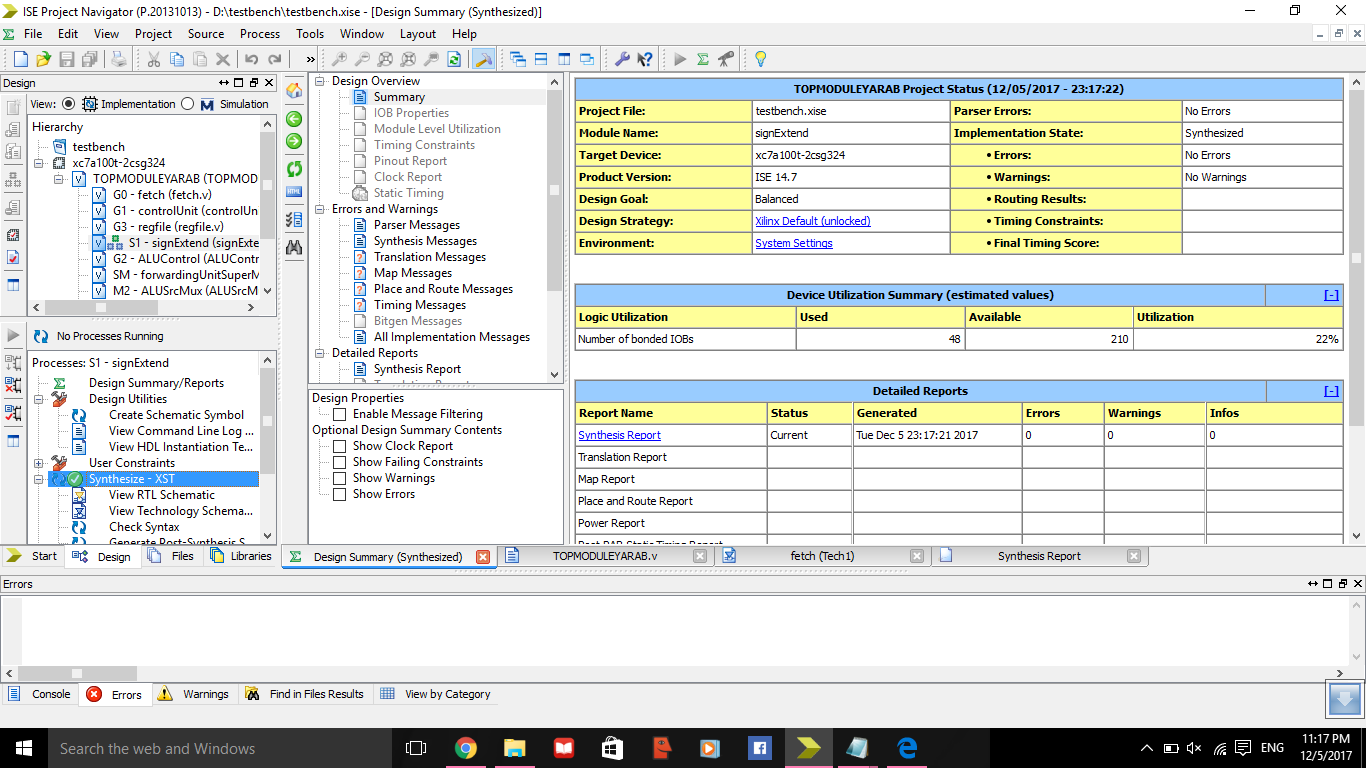 ISE Project Navigator (P.20131013) - D:\testbench\testbench.xise - [Design Summary (Synthesized)]
File Edit View Project Source Process Tools Window Layout Help
»
Design
View: Implementation Simulation
Hierarchy
testbench
xc7a100t-2csg324
TOPMODULEYARAB (TOPMOD
G0 - fetch (fetch.v)
G1 - controlUnit (controlUn
G3 - regfile (regfile.v)
S1 - signExtend (signExte
G2 - ALUControl (ALUContr
SM - forwardingUnitSuperM
M2 - ALUSrcMux (ALUSrcM
No Processes Running
Processes: S1 - signExtend
Design Summary/Reports
Design Utilities
Create Schematic Symbol
View Command Line Log ...
View HDL Instantiation Te...
User Constraints
Synthesize - XST
View RTL Schematic
View Technology Schema...
Check Syntax
Generate Post-Synthesis S
Start Design Files Libraries
Design Overview
Summary
IOB Properties
Module Level Utilization
Timing Constraints
Pinout Report
Clock Report
Static Timing
Errors and Warnings
Parser Messages
Synthesis Messages
Translation Messages
Map Messages
Place and Route Messages
Timing Messages
Bitgen Messages
All Implementation Messages
Detailed Reports
Synthesis Report
Design Properties
Enable Message Filtering
Optional Design Summary Contents
Show Clock Report
Show Failing Constraints
Show Warnings
Show Errors
TOPMODULEYARAB Project Status (12/05/2017 - 23:17:22)
Project File: testbench.xise Parser Errors: No Errors
Module Name: signExtend Implementation State: Synthesized
Target Device: xc7a100t-2csg324 • Errors: No Errors
Product Version: ISE 14.7 • Warnings: No Warnings
Design Goal: Balanced • Routing Results:
Design Strategy: Xilinx Default (unlocked) • Timing Constraints:
Environment: System Settings • Final Timing Score:
Device Utilization Summary (estimated values) [-]
Logic Utilization Used Available Utilization
Number of bonded IOBs 48 210 22%
Detailed Reports [-]
Report Name Status Generated Errors Warnings Infos
Synthesis Report Current Tue Dec 5 23:17:21 2017 0 0 0
Translation Report
Map Report
Place and Route Report
Power Report
Post-PAR Static Timing Report
Design Summary (Synthesized) TOPMODULEYARAB.v fetch (Tech1) Synthesis Report
Errors
Console Errors Warnings Find in Files Results View by Category
Search the web and Windows
ENG
11:17 PM
12/5/2017